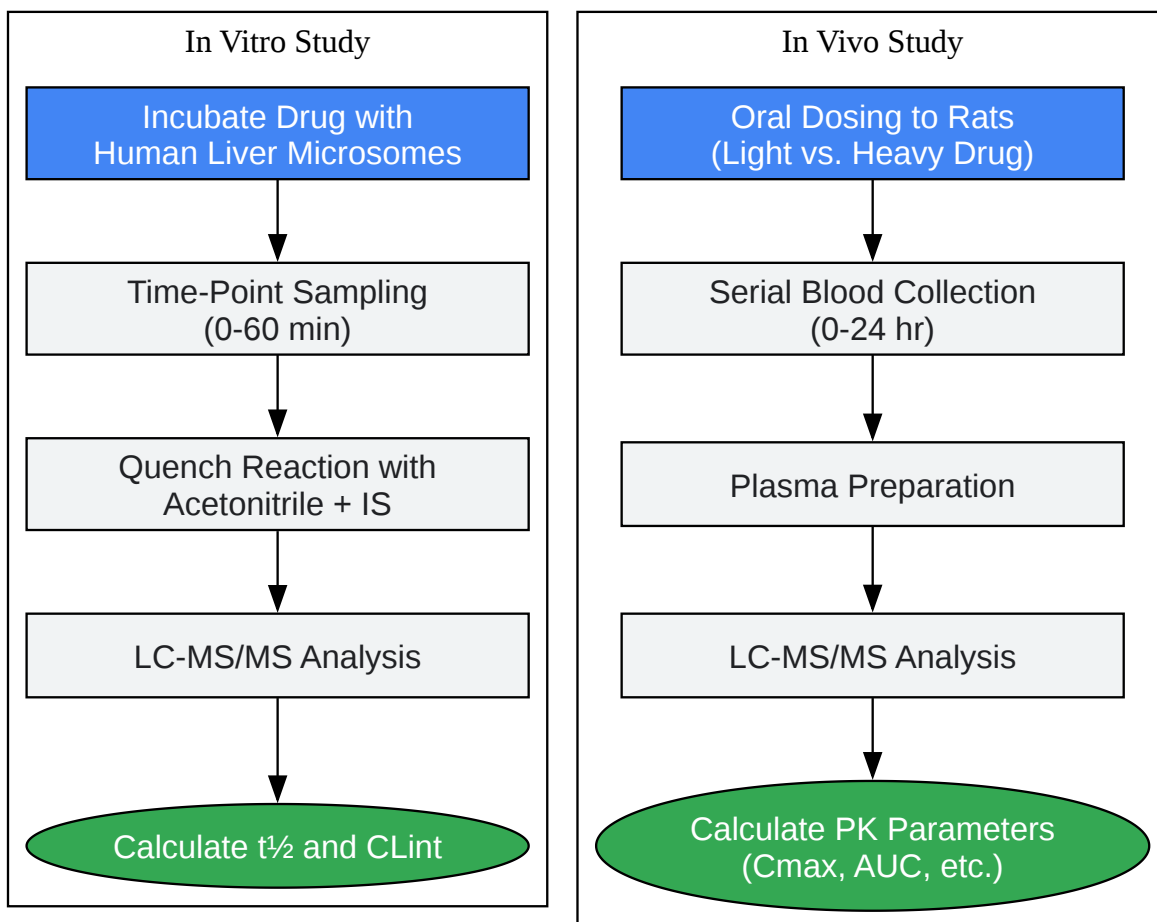 In Vitro Study
Incubate Drug with
Human Liver Microsomes
Time-Point Sampling
(0-60 min)
Quench Reaction with
Acetonitrile + IS
LC-MS/MS Analysis
Calculate t½ and CLint
In Vivo Study
Oral Dosing to Rats
(Light vs. Heavy Drug)
Serial Blood Collection
(0-24 hr)
Plasma Preparation
LC-MS/MS Analysis
Calculate PK Parameters
(Cmax, AUC, etc.)